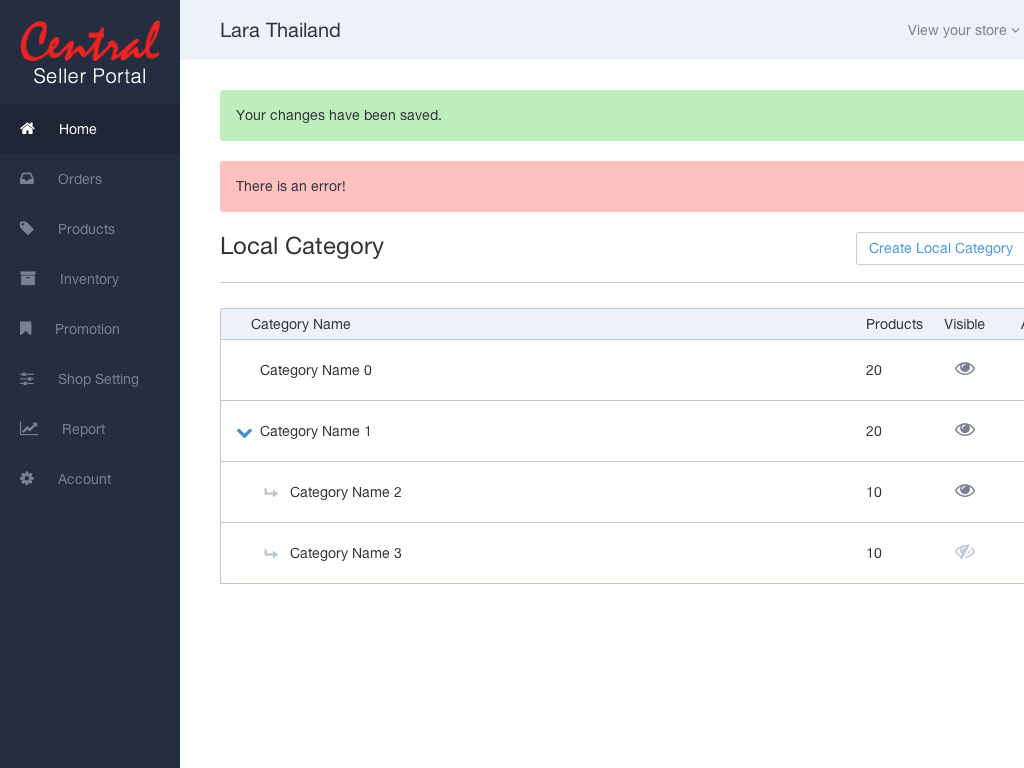 Central
Seller Portal
Home
Orders
Products
Inventory
Promotion
Shop Setting
Report
Account
Lara Thailand
View your store
Your changes have been saved.
There is an error!
Local Category
Create Local Category
Category Name Products Visible
Category Name 0 20
Category Name 1 20
Category Name 2 10
Category Name 3 10